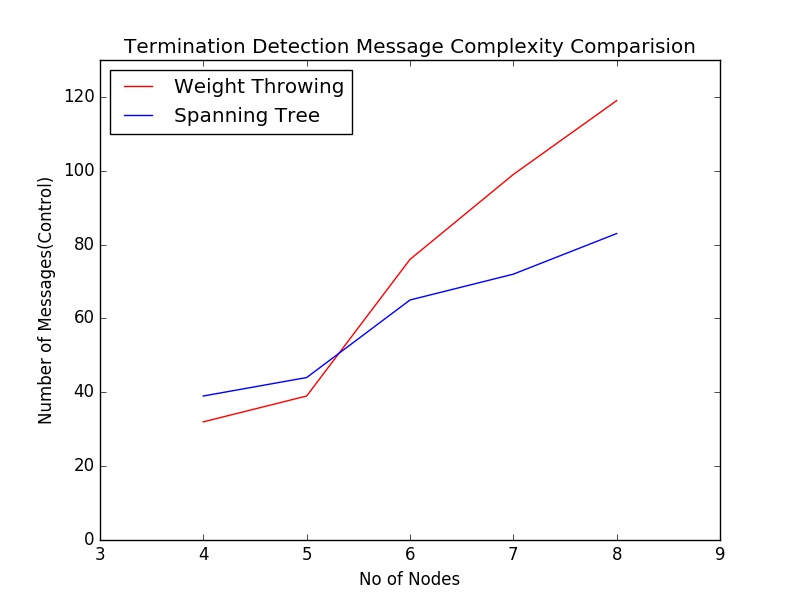 Termination Detection Message Complexity Comparision
Weight Throwing
Spanning Tree
Number of Messages(Control)
120
100
80
60
40
20
0
3 4 5 6 7 8 9
No of Nodes